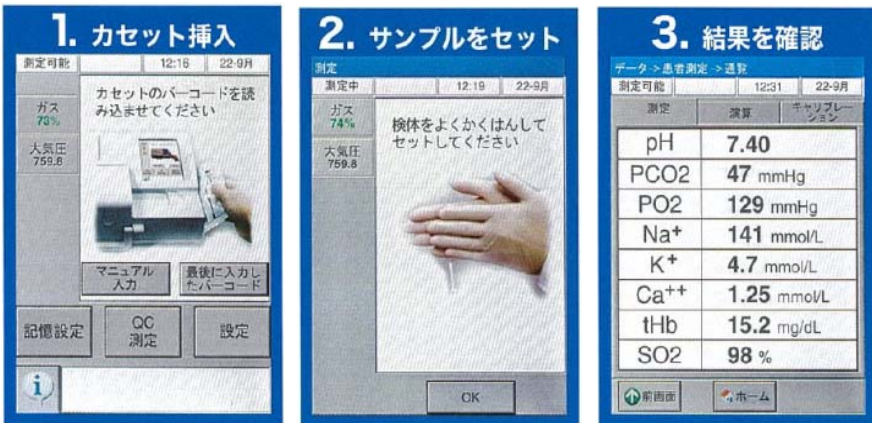 1. カセット挿入
測定可能 12:16 22-9月
ガス
73%
大気圧
759.8
カセットのバーコードを読
み込ませてください
マニュアル
入力
最後に入力し
たバーコード
記憶設定
QC
測定
設定
i
2. サンプルをセット
測定
測定中 12:19 22-9月
ガス
74%
大気圧
759.8
検体をよくかくはんして
セットしてください
OK
3. 結果を確認
データ->患者測定->通覧
測定可能 12:31 22-9月
測定 演算 キャリブレー
ション
pH 7.40
PCO2 47 mmHg
PO2 129 mmHg
Na+ 141 mmol/L
K+ 4.7 mmol/L
Ca++ 1.25 mmol/L
tHb 15.2 mg/dL
SO2 98 %
前画面 ホーム